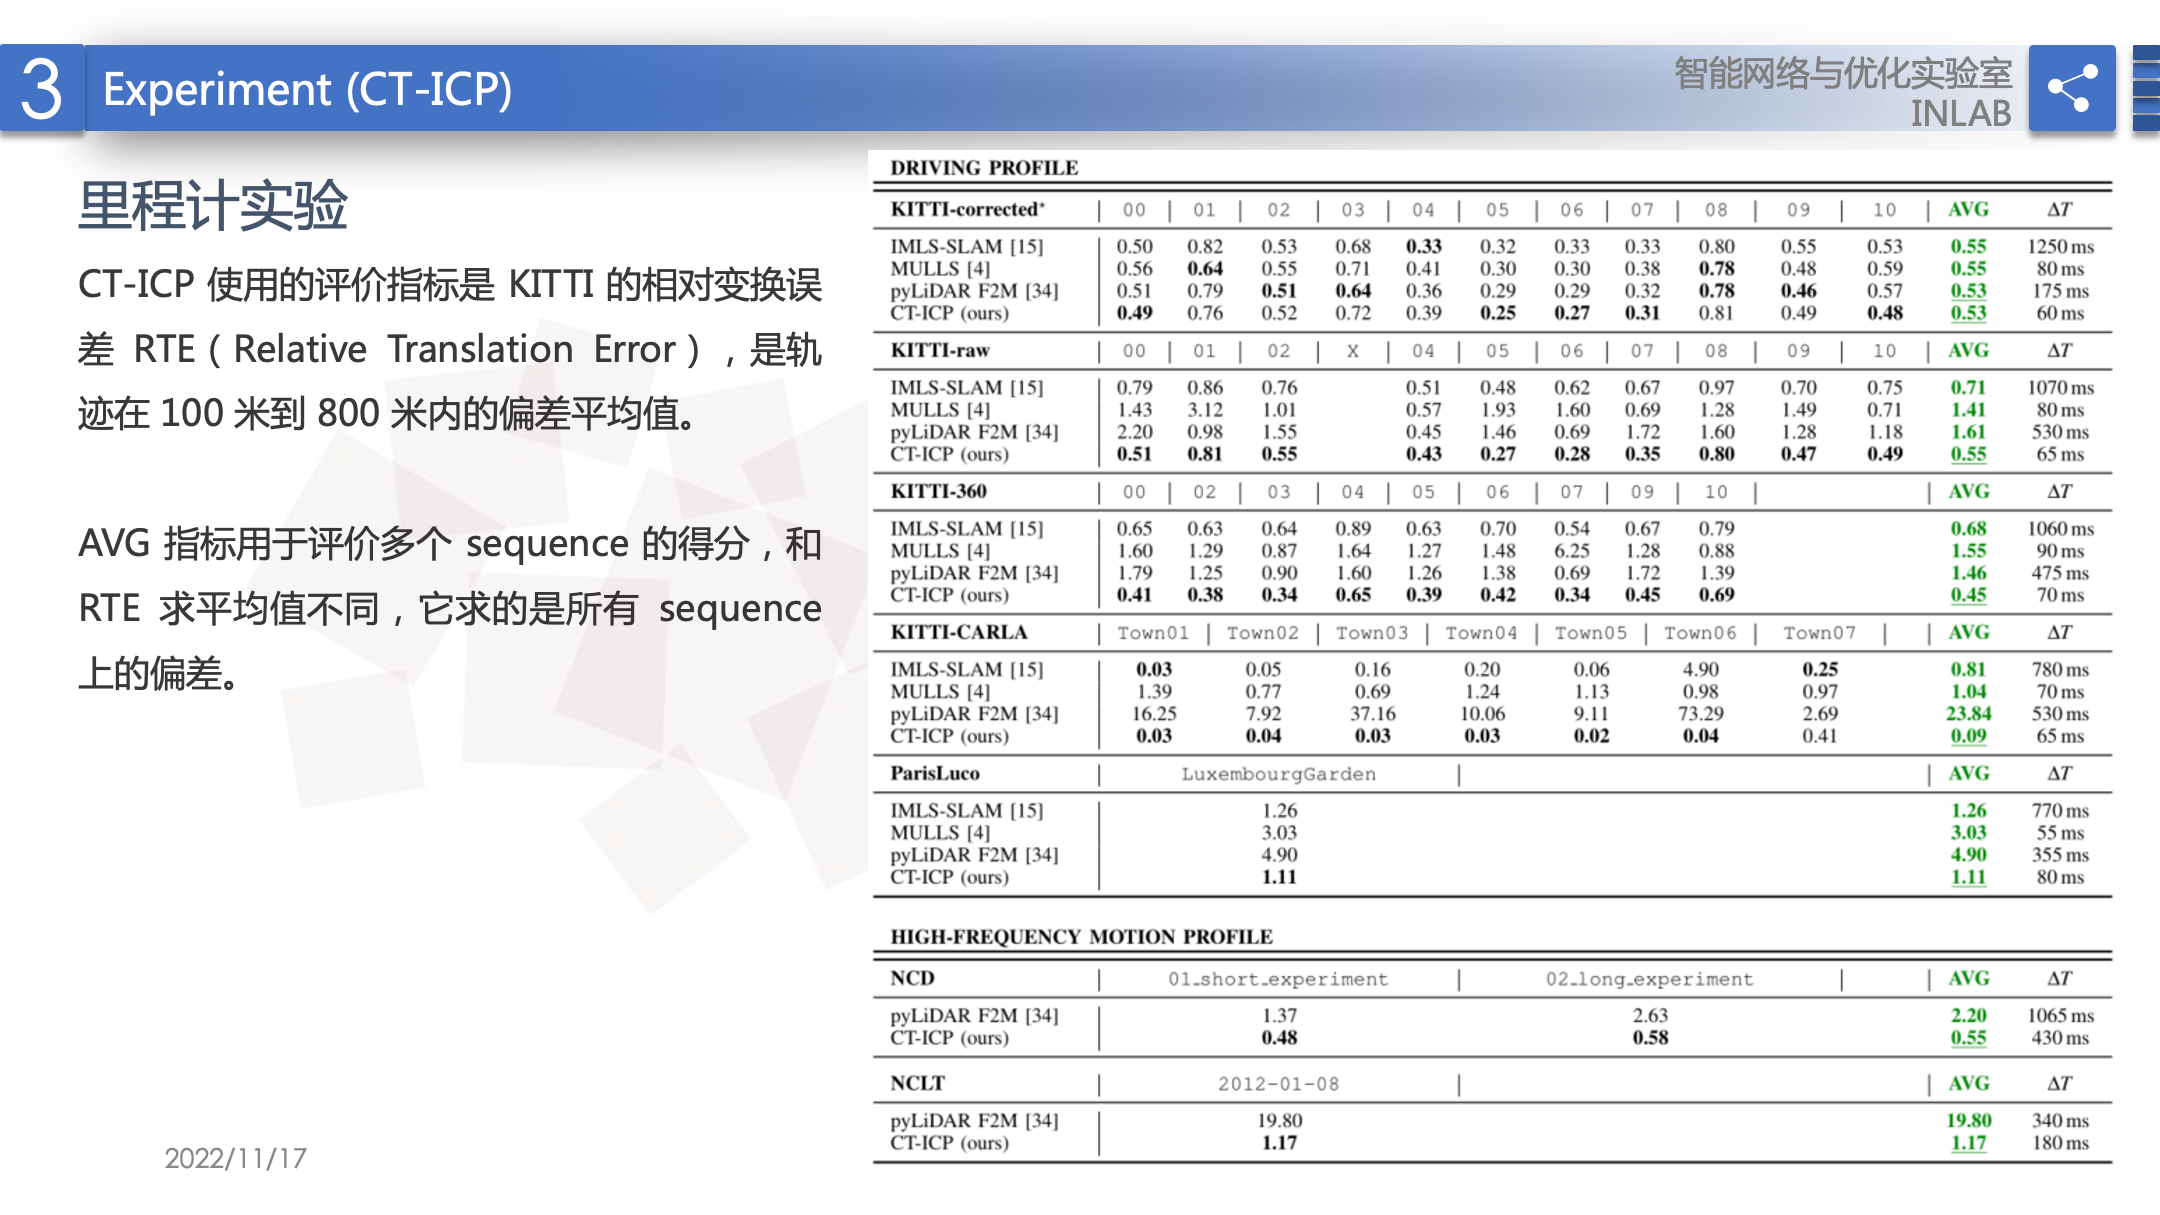 3
Experiment (CT-ICP)
智能网络与优化实验室
INLAB
里程计实验
CT-ICP 使用的评价指标是 KITTI 的相对变换误
差 RTE（Relative Translation Error），是轨
迹在 100 米到 800 米内的偏差平均值。
AVG 指标用于评价多个 sequence 的得分，和
RTE 求平均值不同，它求的是所有 sequence
上的偏差。
2022/11/17
DRIVING PROFILE
KITTI-corrected* | 00 | 01 | 02 | 03 | 04 | 05 | 06 | 07 | 08 | 09 | 10 | AVG ΔT
IMLS-SLAM [15] 0.50 0.82 0.53 0.68 0.33 0.32 0.33 0.33 0.80 0.55 0.53 0.55 1250 ms
MULLS [4] 0.56 0.64 0.55 0.71 0.41 0.30 0.30 0.38 0.78 0.48 0.59 0.55 80 ms
pyLiDAR F2M [34] 0.51 0.79 0.51 0.64 0.36 0.29 0.29 0.32 0.78 0.46 0.57 0.53 175 ms
CT-ICP (ours) 0.49 0.76 0.52 0.72 0.39 0.25 0.27 0.31 0.81 0.49 0.48 0.53 60 ms
KITTI-raw | 00 | 01 | 02 | X | 04 | 05 | 06 | 07 | 08 | 09 | 10 | AVG ΔT
IMLS-SLAM [15] 0.79 0.86 0.76 0.51 0.48 0.62 0.67 0.97 0.70 0.75 0.71 1070 ms
MULLS [4] 1.43 3.12 1.01 0.57 1.93 1.60 0.69 1.28 1.49 0.71 1.41 80 ms
pyLiDAR F2M [34] 2.20 0.98 1.55 0.45 1.46 0.69 1.72 1.60 1.28 1.18 1.61 530 ms
CT-ICP (ours) 0.51 0.81 0.55 0.43 0.27 0.28 0.35 0.80 0.47 0.49 0.55 65 ms
KITTI-360 | 00 | 02 | 03 | 04 | 05 | 06 | 07 | 09 | 10 | | AVG ΔT
IMLS-SLAM [15] 0.65 0.63 0.64 0.89 0.63 0.70 0.54 0.67 0.79 0.68 1060 ms
MULLS [4] 1.60 1.29 0.87 1.64 1.27 1.48 6.25 1.28 0.88 1.55 90 ms
pyLiDAR F2M [34] 1.79 1.25 0.90 1.60 1.26 1.38 0.69 1.72 1.39 1.46 475 ms
CT-ICP (ours) 0.41 0.38 0.34 0.65 0.39 0.42 0.34 0.45 0.69 0.45 70 ms
KITTI-CARLA | Town01 | Town02 | Town03 | Town04 | Town05 | Town06 | Town07 | | AVG ΔT
IMLS-SLAM [15] 0.03 0.05 0.16 0.20 0.06 4.90 0.25 0.81 780 ms
MULLS [4] 1.39 0.77 0.69 1.24 1.13 0.98 0.97 1.04 70 ms
pyLiDAR F2M [34] 16.25 7.92 37.16 10.06 9.11 73.29 2.69 23.84 530 ms
CT-ICP (ours) 0.03 0.04 0.03 0.03 0.02 0.04 0.41 0.09 65 ms
ParisLuco | LuxembourgGarden | | AVG ΔT
IMLS-SLAM [15] 1.26 1.26 770 ms
MULLS [4] 3.03 3.03 55 ms
pyLiDAR F2M [34] 4.90 4.90 355 ms
CT-ICP (ours) 1.11 1.11 80 ms
HIGH-FREQUENCY MOTION PROFILE
NCD | 01_short_experiment | 02_long_experiment | | AVG ΔT
pyLiDAR F2M [34] 1.37 2.63 2.20 1065 ms
CT-ICP (ours) 0.48 0.58 0.55 430 ms
NCLT | 2012-01-08 | | AVG ΔT
pyLiDAR F2M [34] 19.80 19.80 340 ms
CT-ICP (ours) 1.17 1.17 180 ms